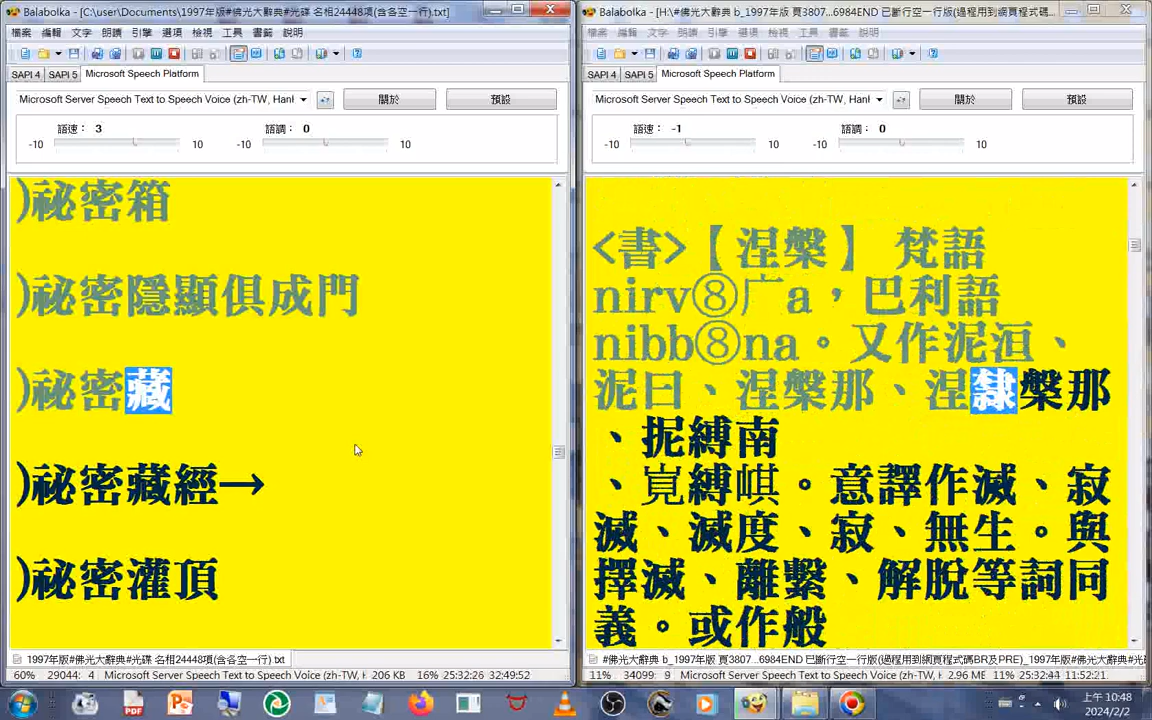 Balabolka - [C:\user\Documents\1997年版#佛光大辭典#光碟 名相24448項(含各空一行).txt]
檔案 編輯 文字 朗讀 引擎 選項 檢視 工具 書籤 說明
SAPI 4 SAPI 5 Microsoft Speech Platform
Microsoft Server Speech Text to Speech Voice (zh-TW, Hanl
關於 預設
語速： 3 語調： 0
-10 10 -10 10
)祕密箱
)祕密隱顯俱成門
)祕密藏
)祕密藏經→
)祕密灌頂
1997年版#佛光大辭典#光碟 名相24448項(含各空一行).txt
60% 29044: 4 Microsoft Server Speech Text to Speech Voice (zh-TW, H 206 KB 16% 25:32:26 32:49:52
Balabolka - [H:\#佛光大辭典 b_1997年版 頁3807...6984END 已斷行空一行版(過程用到網頁程式碼
檔案 編輯 文字 朗讀 引擎 選項 檢視 工具 書籤 說明
SAPI 4 SAPI 5 Microsoft Speech Platform
Microsoft Server Speech Text to Speech Voice (zh-TW, Hanl
關於 預設
語速： -1 語調： 0
-10 10 -10 10
<書>【涅槃】 梵語
nirv⑧广a，巴利語
nibb⑧na。又作泥洹、
泥曰、涅槃那、涅隸槃那
、抳縛南
、嵬縛㟢。意譯作滅、寂
滅、滅度、寂、無生。與
擇滅、離繫、解脫等詞同
義。或作般
#佛光大辭典 b_1997年版 頁3807...6984END 已斷行空一行版(過程用到網頁程式碼BR及PRE)_1997年版#光
11% 34099: 9 Microsoft Server Speech Text to Speech Voice (zh-TW, H 2.96 ME 11% 25:32:44 11:52:21
上午 10:48
2024/2/2